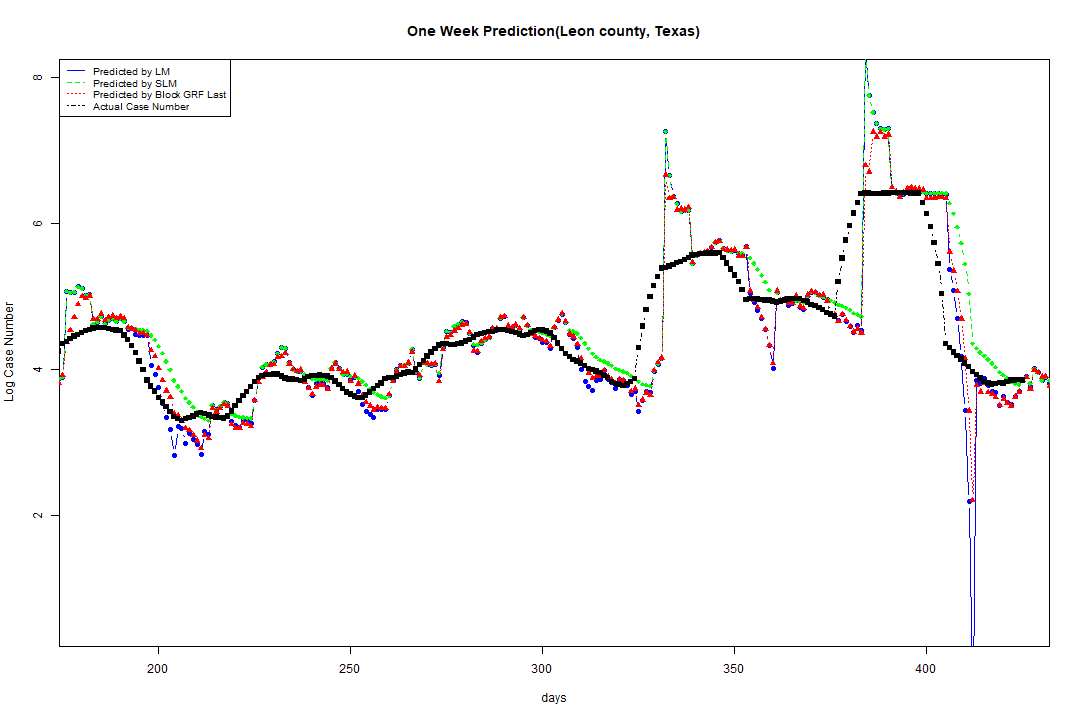 One Week Prediction(Leon county, Texas)
Predicted by LM
Predicted by SLM
Predicted by Block GRF Last
Actual Case Number
8
6
4
2
Log Case Number
200 250 300 350 400
days